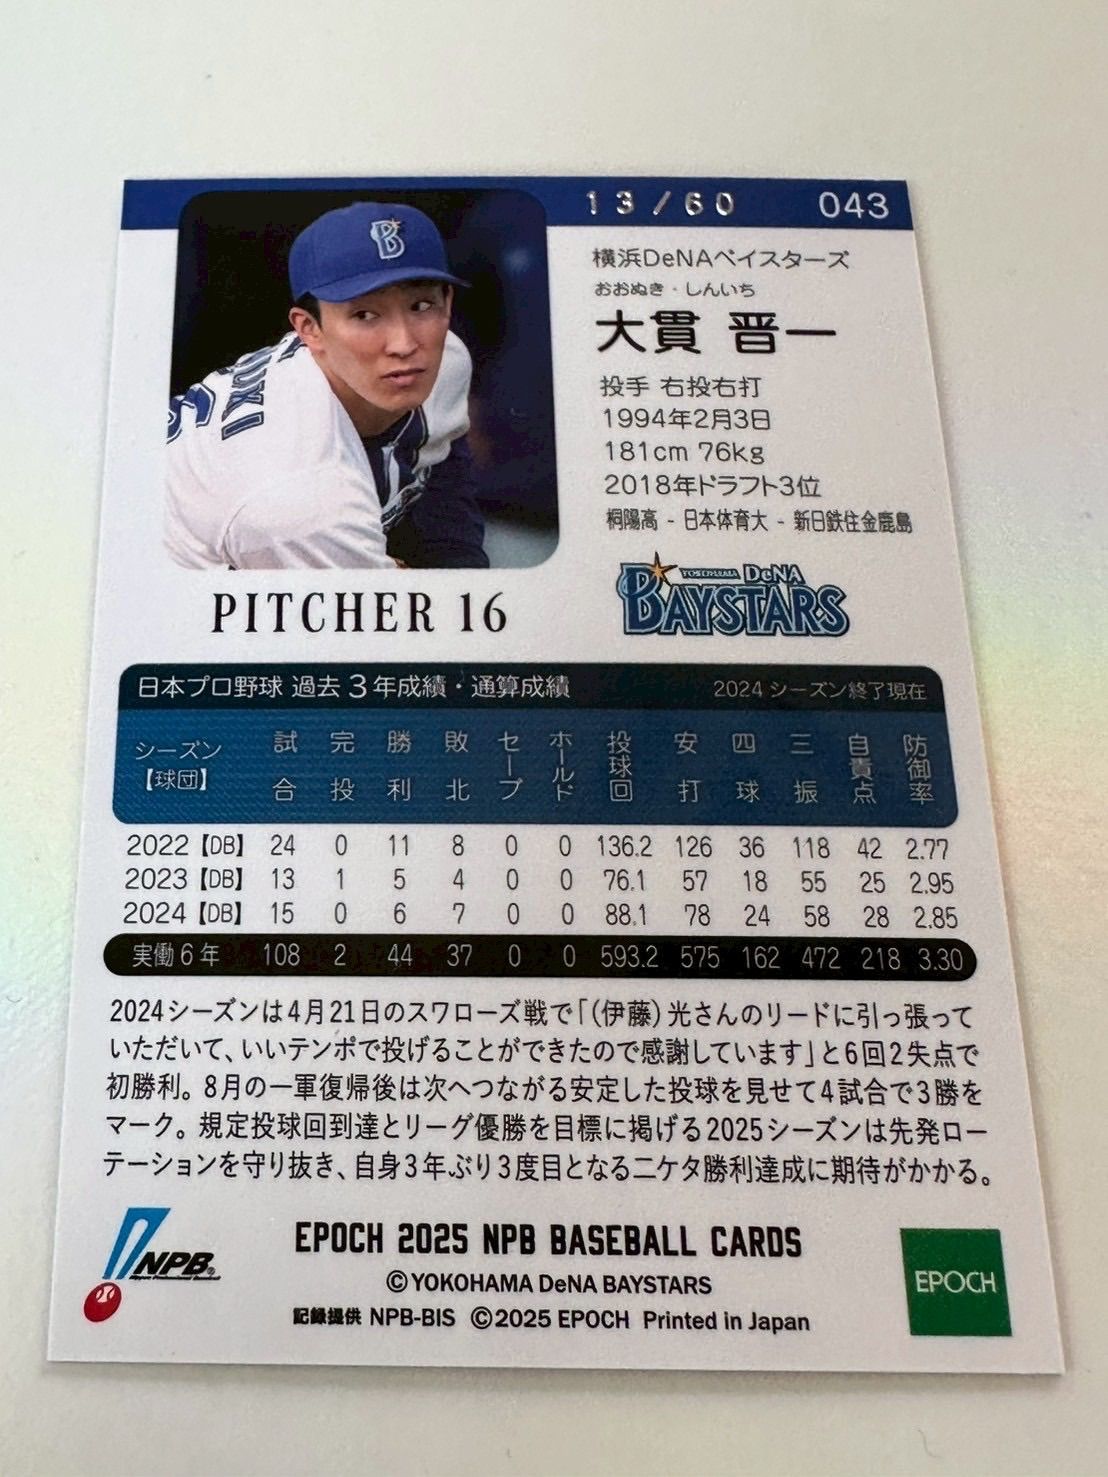 13/60 043
横浜DeNAベイスターズ
おおぬき・しんいち
大貫 晋一
投手 右投右打
1994年2月3日
181cm 76kg
2018年ドラフト3位
桐陽高 - 日本体育大 - 新日鉄住金鹿島
B
UKI
PITCHER 16
YOKOHAMA DeNA
BAYSTARS
日本プロ野球 過去3年成績・通算成績 2024 シーズン終了現在
シーズン【球団】 試合 完投 勝利 敗北 セーブ ホールド 投球回 安打 四球 三振 自責点 防御率
2022【DB】 24 0 11 8 0 0 136.2 126 36 118 42 2.77
2023【DB】 13 1 5 4 0 0 76.1 57 18 55 25 2.95
2024【DB】 15 0 6 7 0 0 88.1 78 24 58 28 2.85
実働6年 108 2 44 37 0 0 593.2 575 162 472 218 3.30
2024シーズンは4月21日のスワローズ戦で「(伊藤)光さんのリードに引っ張って
いただいて、いいテンポで投げることができたので感謝しています」と6回2失点で
初勝利。8月の一軍復帰後は次へつながる安定した投球を見せて4試合で3勝を
マーク。規定投球回到達とリーグ優勝を目標に掲げる2025シーズンは先発ロー
テーションを守り抜き、自身3年ぶり3度目となる二ケタ勝利達成に期待がかかる。
NPB®
Nippon Professional Baseball
EPOCH 2025 NPB BASEBALL CARDS
©YOKOHAMA DeNA BAYSTARS
記録提供 NPB-BIS ©2025 EPOCH Printed in Japan
EPOCH